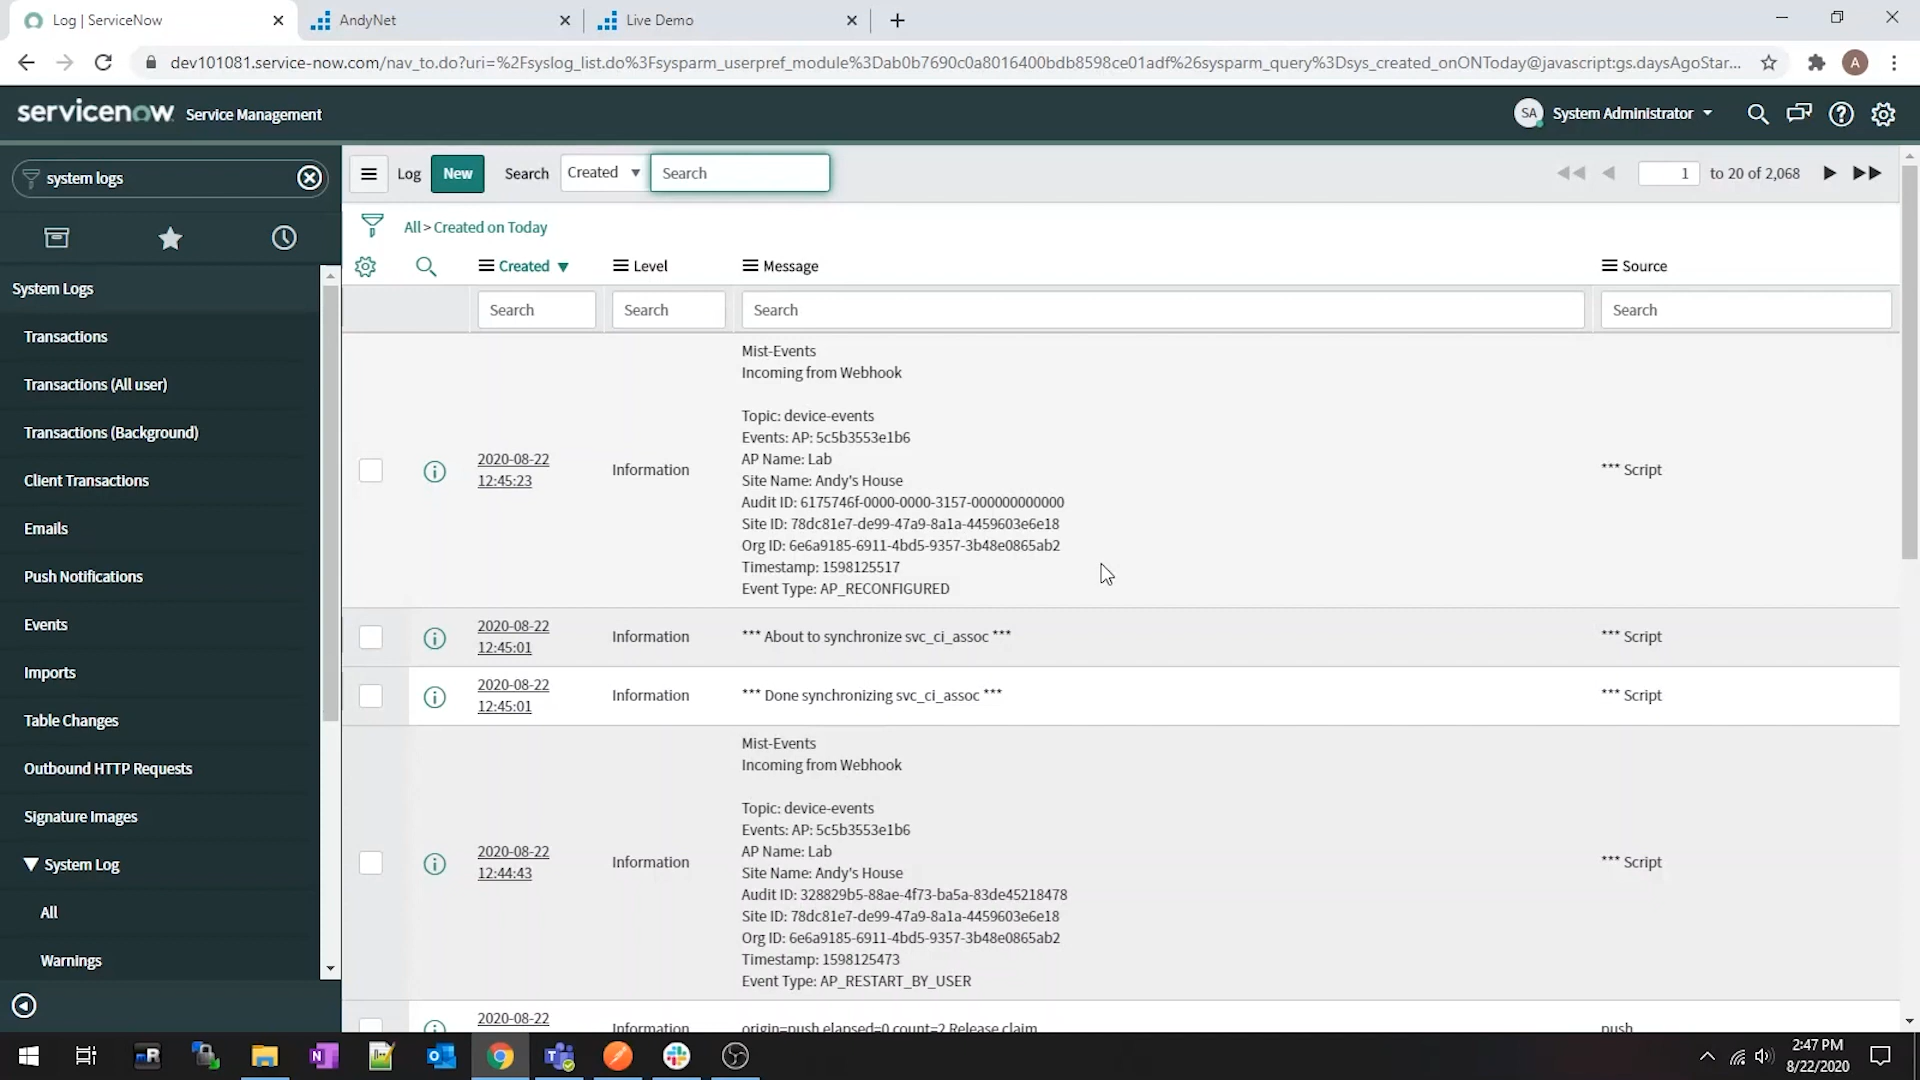 Log | ServiceNow
AndyNet
Live Demo
dev101081.service-now.com/nav_to.do?uri=%2Fsyslog_list.do%3Fsysparm_userpref_module%3Dab0b7690c0a8016400bdb8598ce01adf%26sysparm_query%3Dsys_created_onONToday@javascript:gs.daysAgoStar...
A
servicenow Service Management
SA System Administrator
system logs
Log New Search Created Search
1 to 20 of 2,068
All > Created on Today
Created Level Message Source
Search Search Search Search
System Logs
Transactions
Transactions (All user)
Transactions (Background)
Client Transactions
Emails
Push Notifications
Events
Imports
Table Changes
Outbound HTTP Requests
Signature Images
System Log
All
Warnings
2020-08-22
12:45:23
Information
Mist-Events
Incoming from Webhook
Topic: device-events
Events: AP: 5c5b3553e1b6
AP Name: Lab
Site Name: Andy's House
Audit ID: 6175746f-0000-0000-3157-000000000000
Site ID: 78dc81e7-de99-47a9-8a1a-4459603e6e18
Org ID: 6e6a9185-6911-4bd5-9357-3b48e0865ab2
Timestamp: 1598125517
Event Type: AP_RECONFIGURED
*** Script
2020-08-22
12:45:01
Information
*** About to synchronize svc_ci_assoc ***
*** Script
2020-08-22
12:45:01
Information
*** Done synchronizing svc_ci_assoc ***
*** Script
2020-08-22
12:44:43
Information
Mist-Events
Incoming from Webhook
Topic: device-events
Events: AP: 5c5b3553e1b6
AP Name: Lab
Site Name: Andy's House
Audit ID: 328829b5-88ae-4f73-ba5a-83de45218478
Site ID: 78dc81e7-de99-47a9-8a1a-4459603e6e18
Org ID: 6e6a9185-6911-4bd5-9357-3b48e0865ab2
Timestamp: 1598125473
Event Type: AP_RESTART_BY_USER
*** Script
2020-08-22
Information
origin=push elapsed=0 count=2 Release claim
push
2:47 PM
8/22/2020